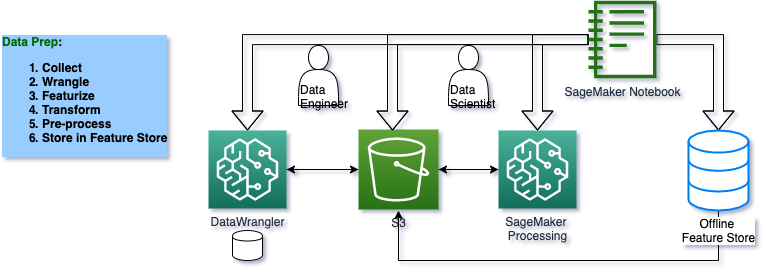 Data Prep:
1. Collect
2. Wrangle
3. Featurize
4. Transform
5. Pre-process
6. Store in Feature Store
Data
Engineer
Data
Scientist
SageMaker Notebook
DataWrangler
S3
SageMaker
Processing
Offline
Feature Store